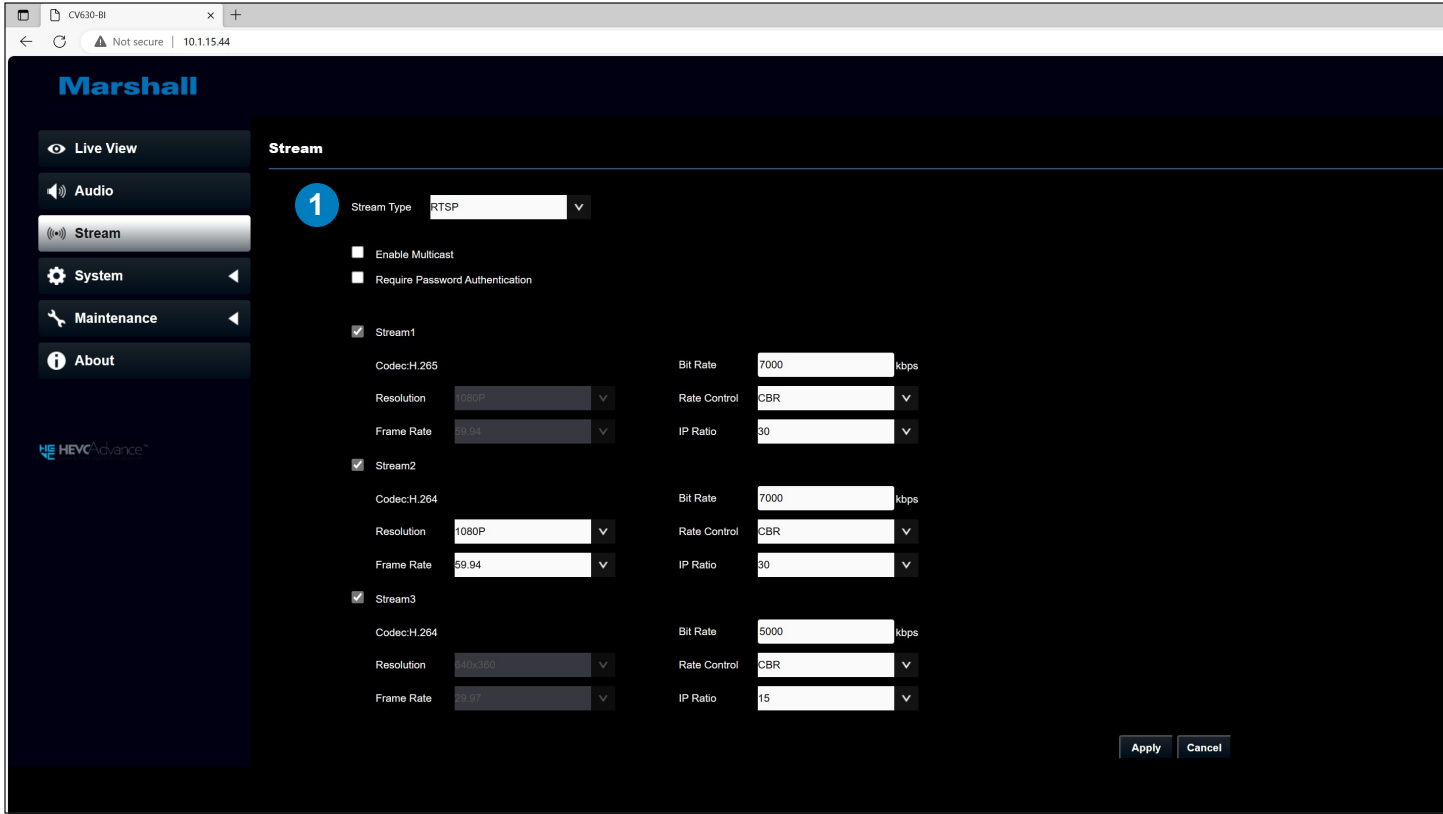 CV630-BI
Not secure | 10.1.15.44
Marshall
Live View
Audio
Stream
System
Maintenance
About
HEVC Advance™
Stream
1 Stream Type RTSP
Enable Multicast
Require Password Authentication
Stream1
Codec:H.265 Bit Rate 7000 kbps
Resolution 1080P Rate Control CBR
Frame Rate 59.94 IP Ratio 30
Stream2
Codec:H.264 Bit Rate 7000 kbps
Resolution 1080P Rate Control CBR
Frame Rate 59.94 IP Ratio 30
Stream3
Codec:H.264 Bit Rate 5000 kbps
Resolution 640x360 Rate Control CBR
Frame Rate 29.97 IP Ratio 15
Apply Cancel